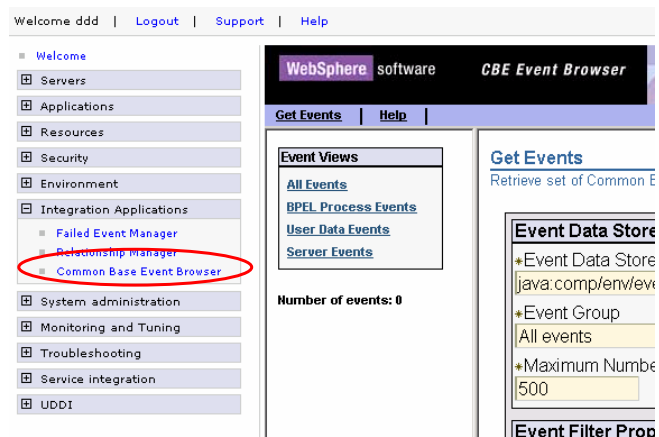 Welcome ddd | Logout | Support | Help
Welcome
Servers
Applications
Resources
Security
Environment
Integration Applications
Failed Event Manager
Relationship Manager
Common Base Event Browser
System administration
Monitoring and Tuning
Troubleshooting
Service integration
UDDI
WebSphere software
CBE Event Browser
Get Events | Help |
Event Views
All Events
BPEL Process Events
User Data Events
Server Events
Number of events: 0
Get Events
Retrieve set of Common
Event Data Store
*Event Data Store
java:comp/env/eve
*Event Group
All events
*Maximum Numbe
500
Event Filter Prop